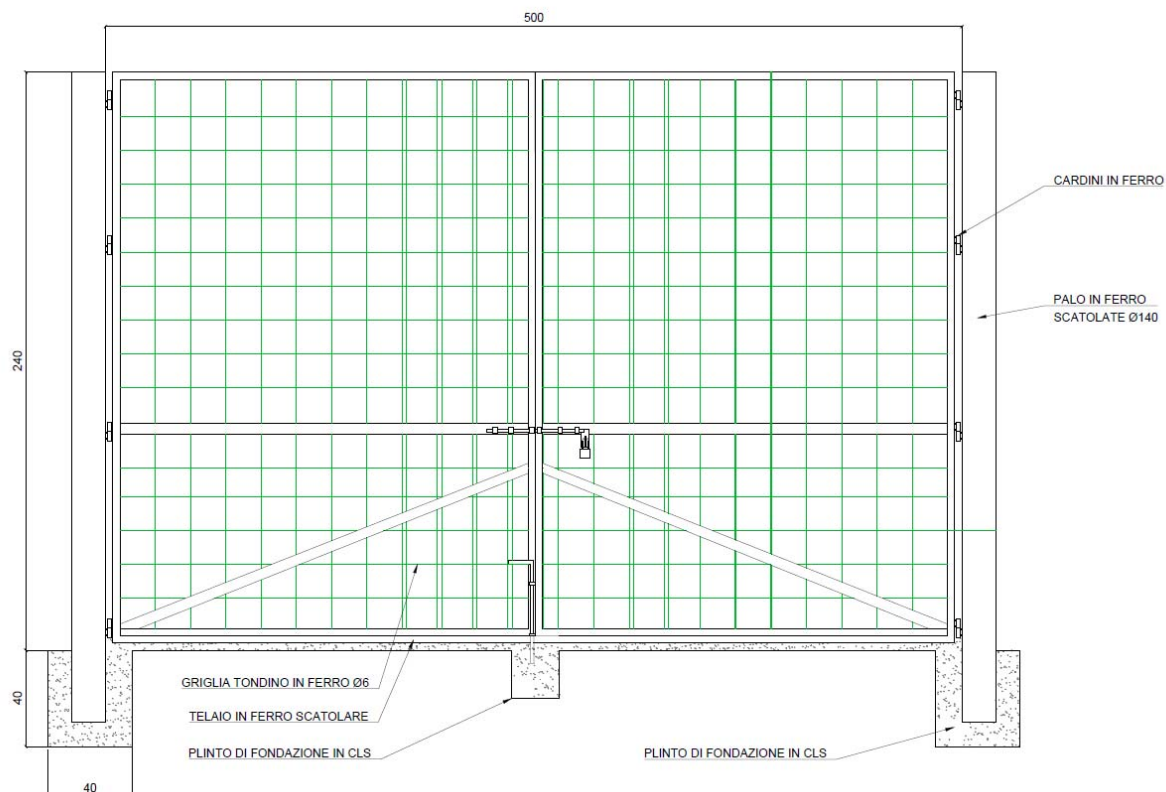 500
CARDINI IN FERRO
PALO IN FERRO
SCATOLATE Ø140
240
GRIGLIA TONDINO IN FERRO Ø6
TELAIO IN FERRO SCATOLARE
PLINTO DI FONDAZIONE IN CLS
PLINTO DI FONDAZIONE IN CLS
40
40